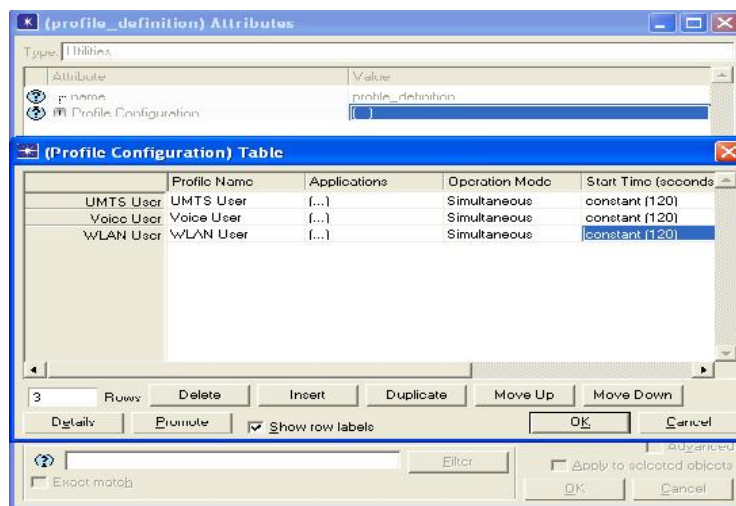 (profile_definition) Attributes
Type: Utilities
Attribute Value
name profile_definition
Profile Configuration (...)
(Profile Configuration) Table
Profile Name Applications Operation Mode Start Time (seconds
UMTS User UMTS User (...) Simultaneous constant (120)
Voice User Voice User (...) Simultaneous constant (120)
WLAN User WLAN User (...) Simultaneous constant (120)
3 Rows Delete Insert Duplicate Move Up Move Down
Details Promote Show row labels OK Cancel
Advanced
Filter Apply to selected objects
Exact match OK Cancel